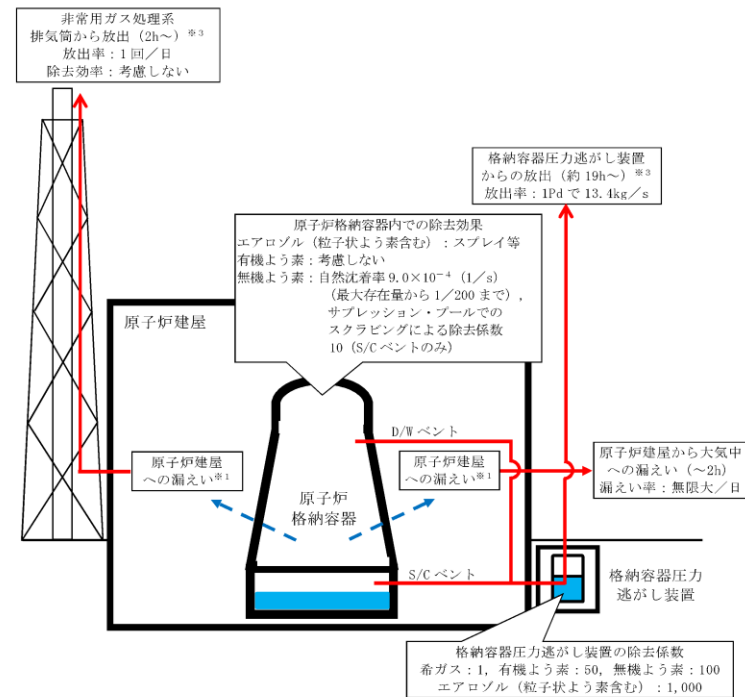 非常用ガス処理系
排気筒から放出（2h～）※3
放出率：1回／日
除去効率：考慮しない
格納容器圧力逃がし装置
からの放出（約19h～）※3
放出率：1Pdで13.4kg／s
原子炉格納容器内での除去効果
エアロゾル（粒子状よう素含む）：スプレイ等
有機よう素：考慮しない
無機よう素：自然沈着率9.0×10⁻⁴（1/s）
（最大存在量から1/200まで），
サプレッション・プールでの
スクラビングによる除去係数
10（S/Cベントのみ）
原子炉建屋
D/Wベント
原子炉建屋
への漏えい※1
原子炉建屋
への漏えい※1
原子炉建屋から大気中
への漏えい（～2h）
漏えい率：無限大／日
原子炉
格納容器
S/Cベント
格納容器圧力
逃がし装置
格納容器圧力逃がし装置の除去係数
希ガス：1，有機よう素：50，無機よう素：100
エアロゾル（粒子状よう素含む）：1,000